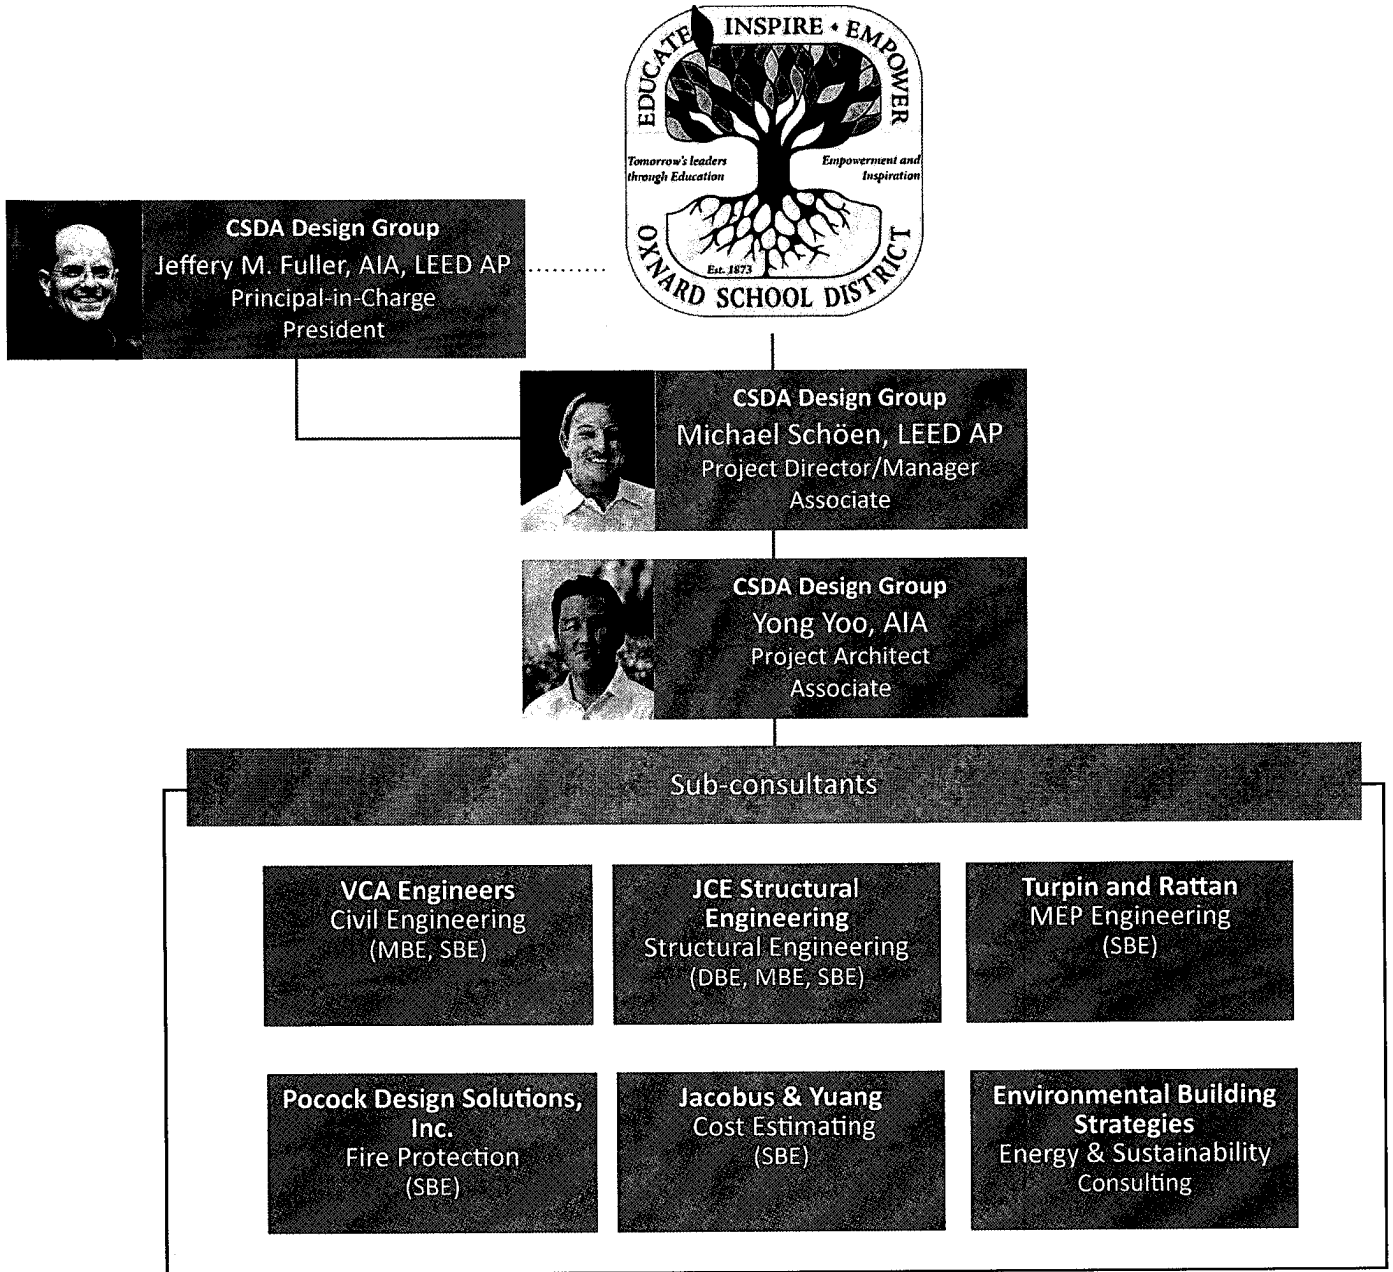 EDUCATE • INSPIRE • EMPOWER
Tomorrow's leaders
through Education
Empowerment and
Inspiration
Est. 1873
OXNARD SCHOOL DISTRICT
CSDA Design Group
Jeffery M. Fuller, AIA, LEED AP
Principal-in-Charge
President
CSDA Design Group
Michael Schöen, LEED AP
Project Director/Manager
Associate
CSDA Design Group
Yong Yoo, AIA
Project Architect
Associate
Sub-consultants
VCA Engineers
Civil Engineering
(MBE, SBE)
JCE Structural
Engineering
Structural Engineering
(DBE, MBE, SBE)
Turpin and Rattan
MEP Engineering
(SBE)
Pocock Design Solutions,
Inc.
Fire Protection
(SBE)
Jacobus & Yuang
Cost Estimating
(SBE)
Environmental Building
Strategies
Energy & Sustainability
Consulting